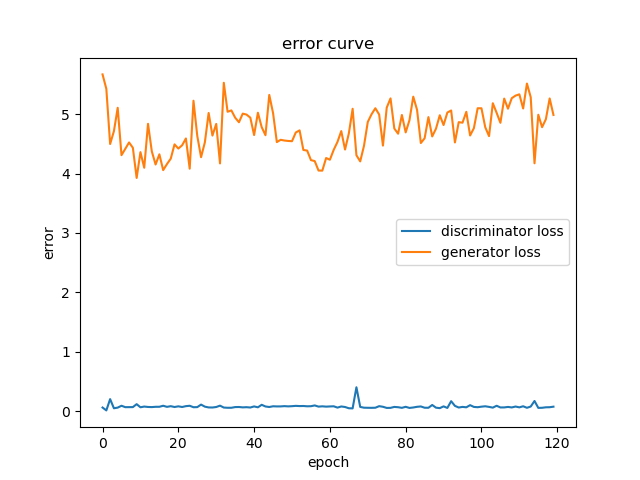 error curve
error
5
4
3
2
1
0
discriminator loss
generator loss
0 20 40 60 80 100 120
epoch